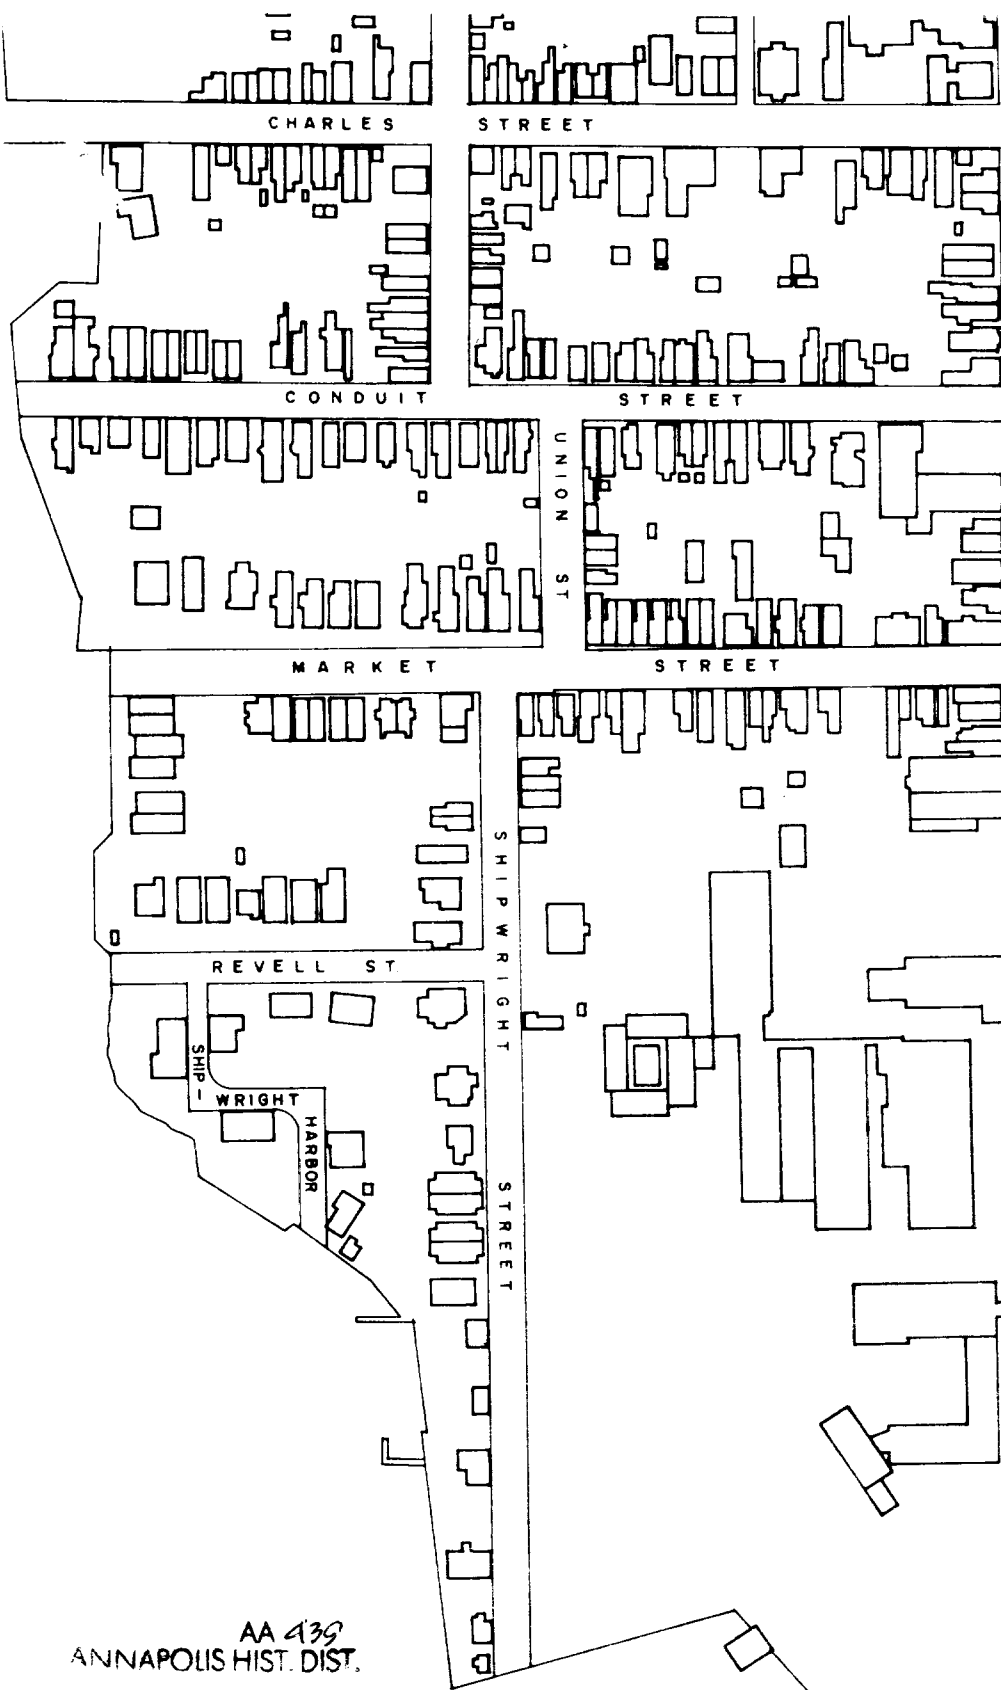 CHARLES STREET
CONDUIT STREET
UNION ST
MARKET STREET
SHIPWRIGHT STREET
REVELL ST.
SHIP-
WRIGHT
HARBOR
AA 939
ANNAPOLIS HIST. DIST.